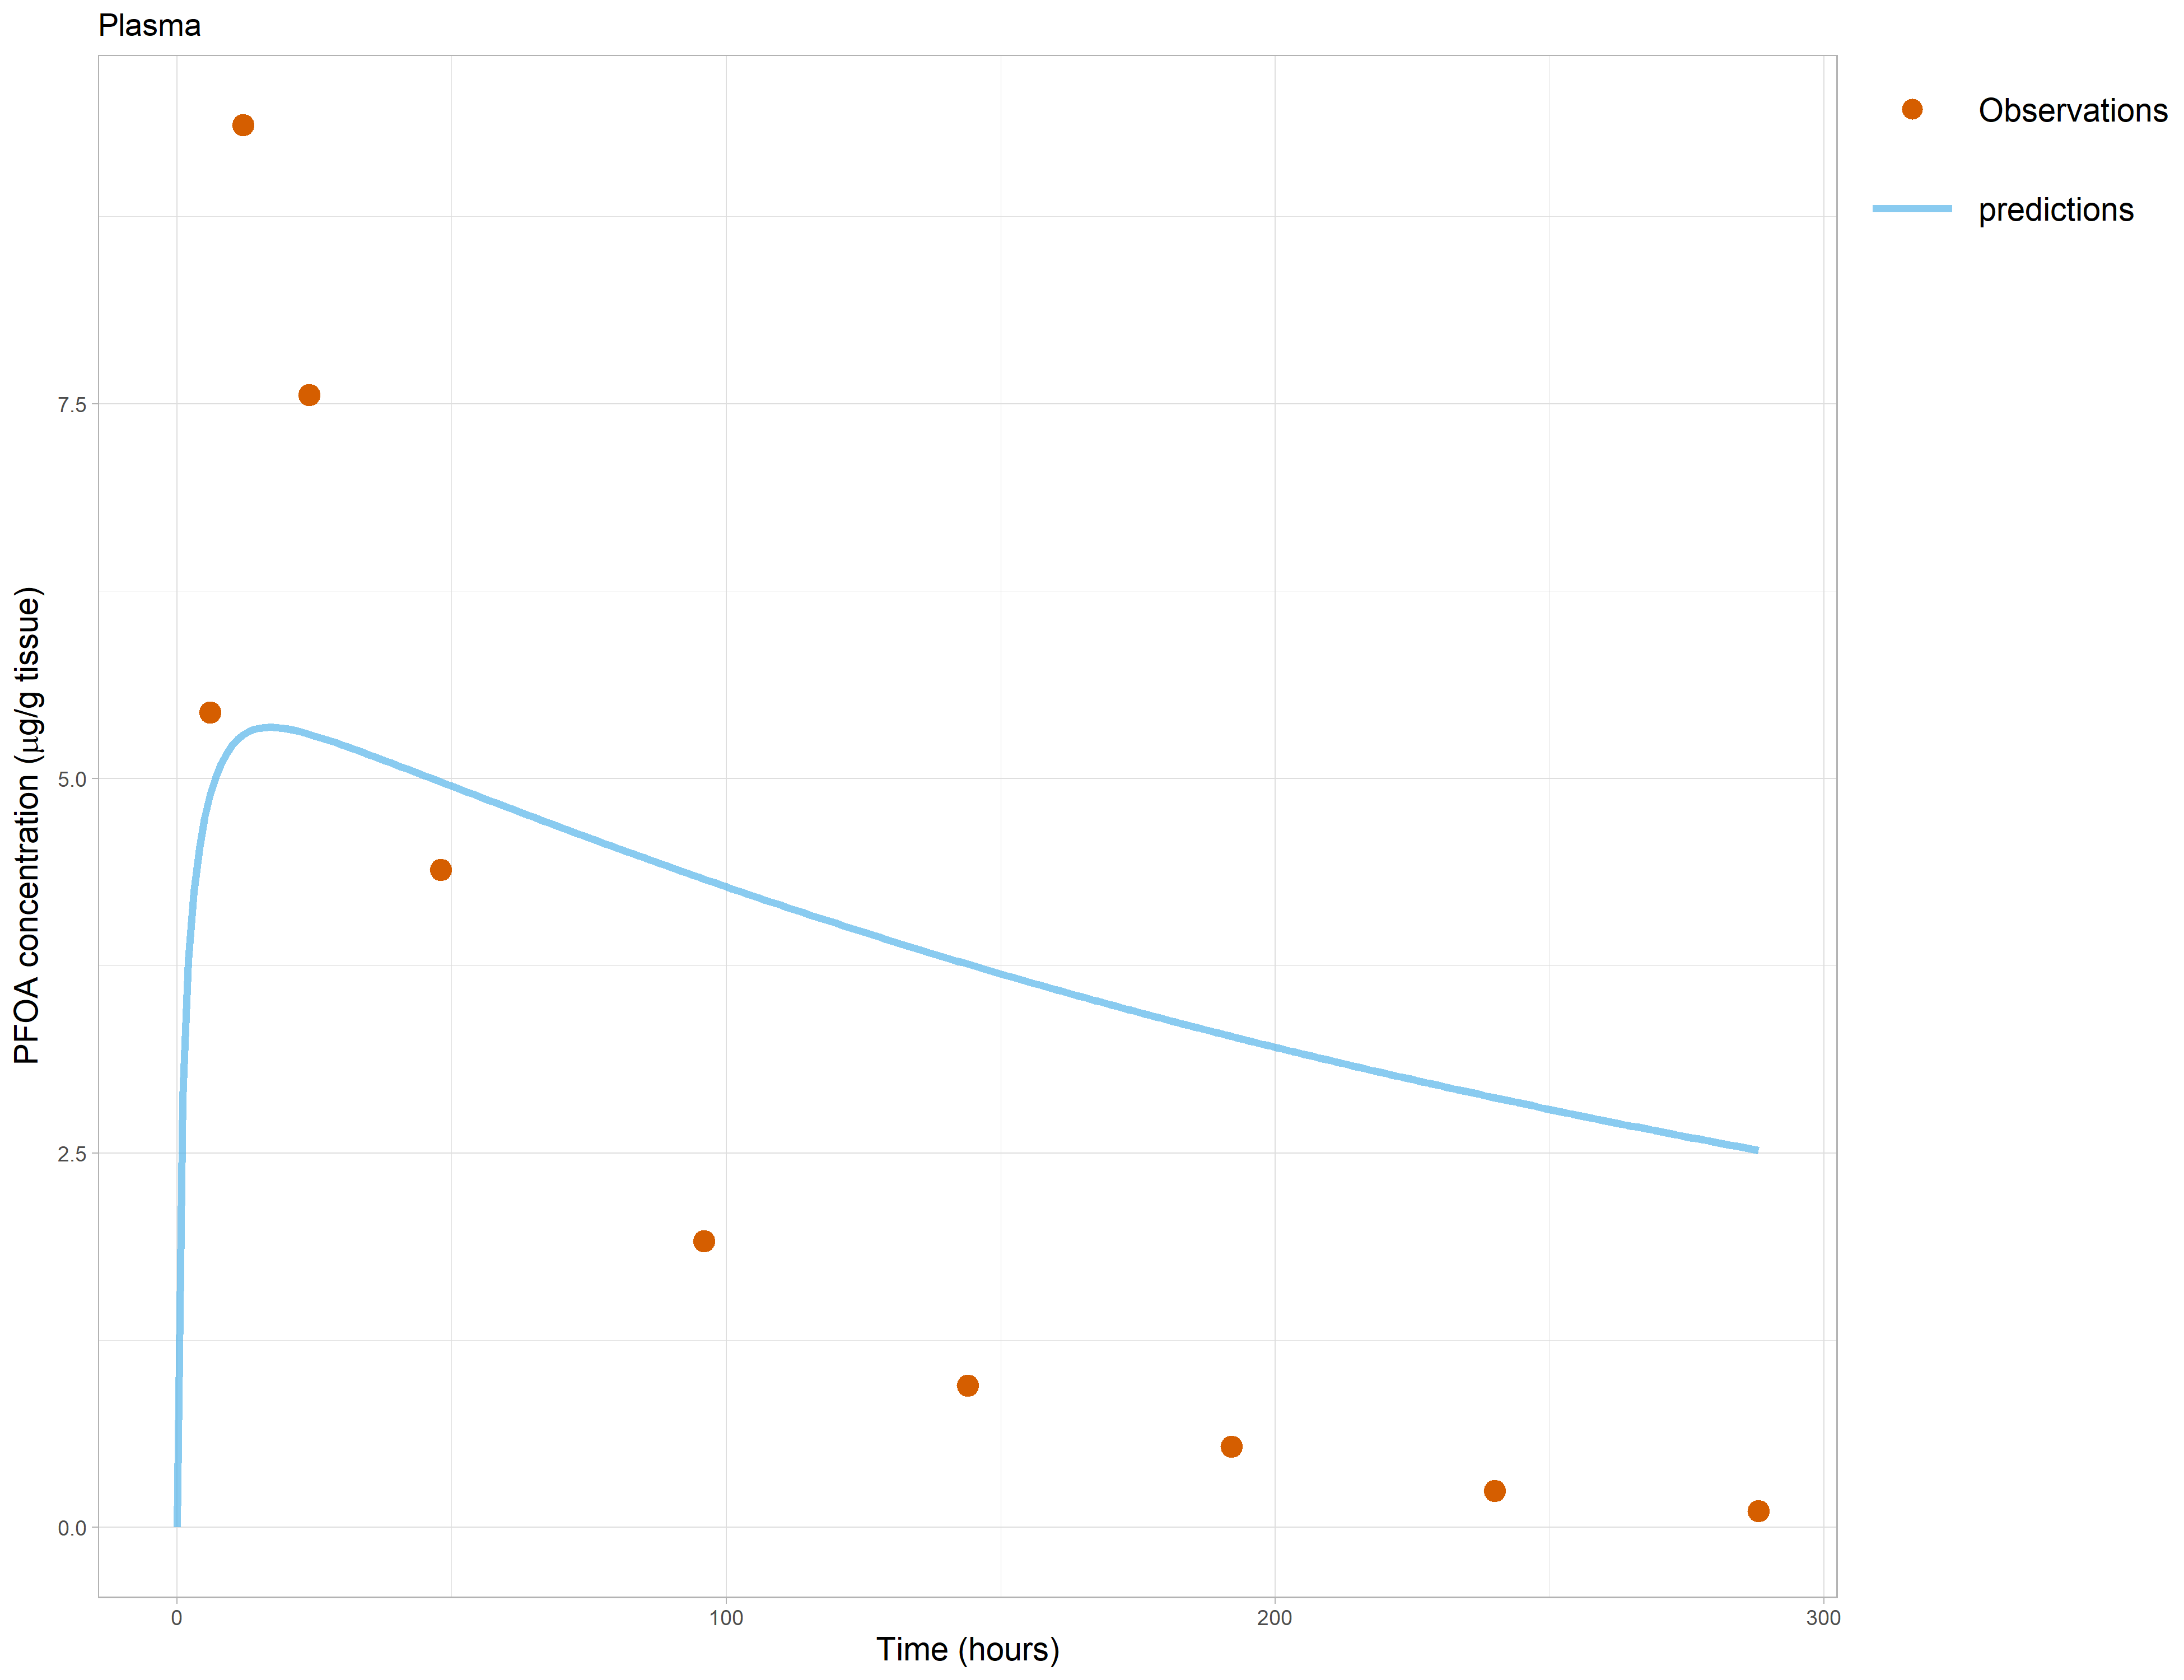 Plasma
Observations
predictions
PFOA concentration (μg/g tissue)
7.5
5.0
2.5
0.0
0
100
200
300
Time (hours)